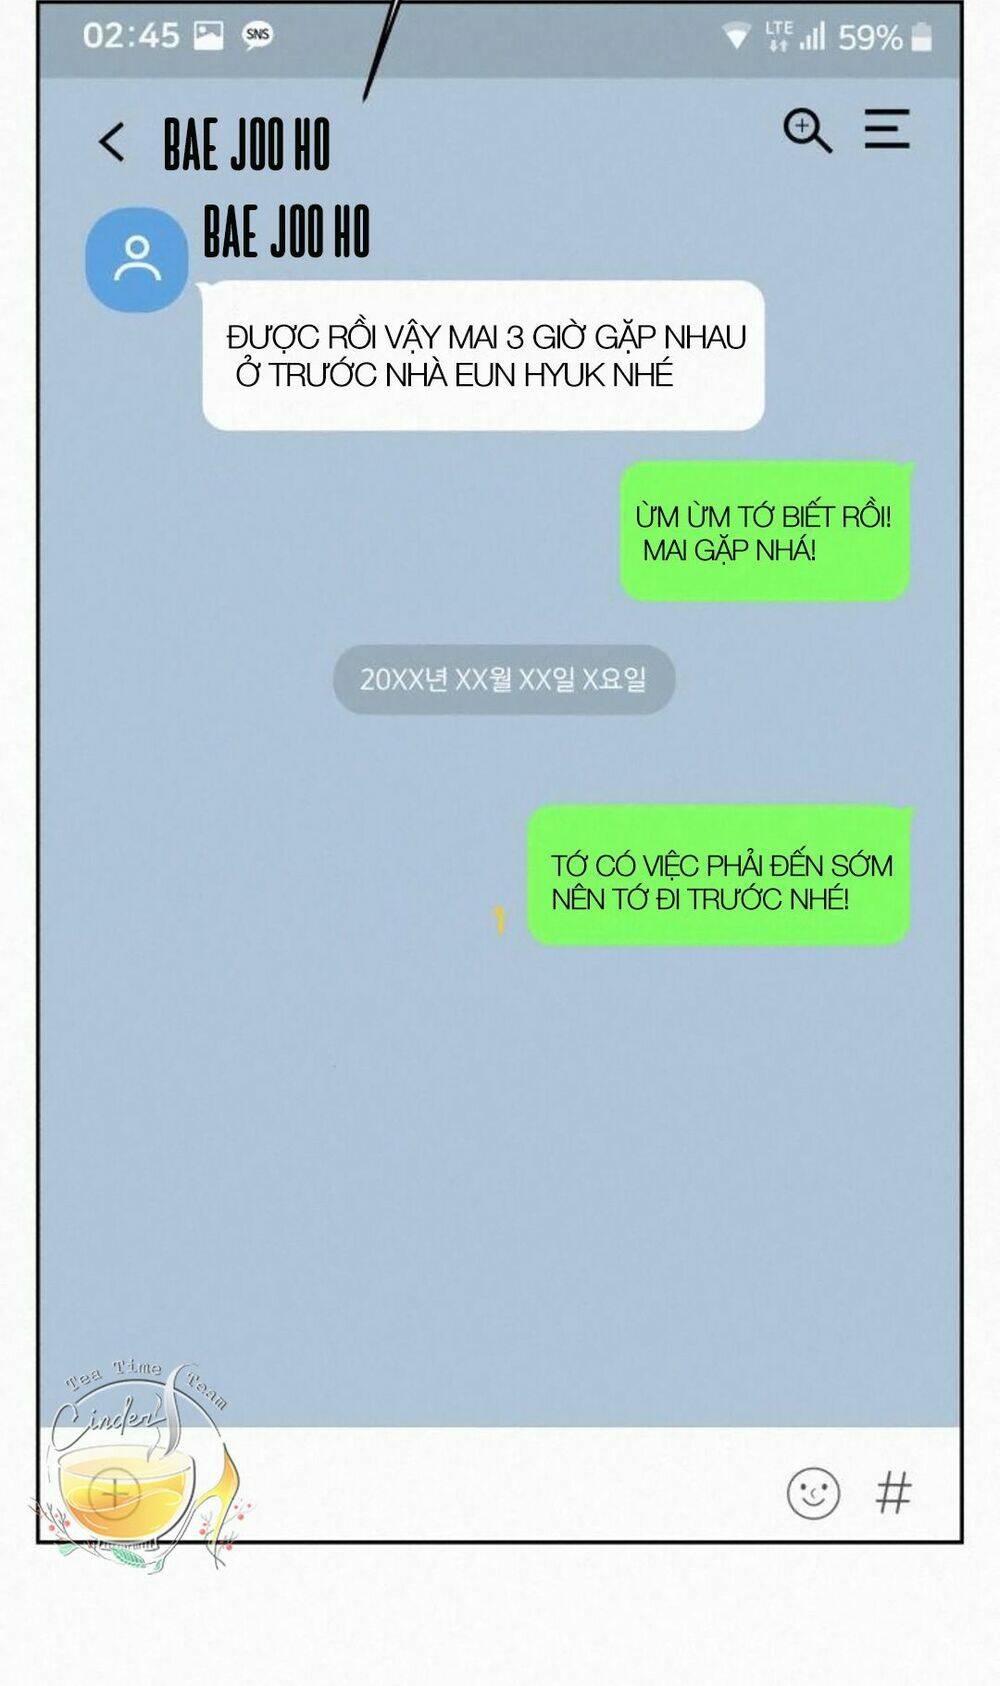 02:45 SNS LTE 59%
BAE JOO HO
BAE JOO HO
ĐƯỢC RỒI VẬY MAI 3 GIỜ GẶP NHAU
Ở TRƯỚC NHÀ EUN HYUK NHÉ
ỪM ỪM TỚ BIẾT RỒI!
MAI GẶP NHÁ!
20XX년 XX월 XX일 X요일
TỚ CÓ VIỆC PHẢI ĐẾN SỚM
NÊN TỚ ĐI TRƯỚC NHÉ!
1
Tea Time Team
Cinder
#